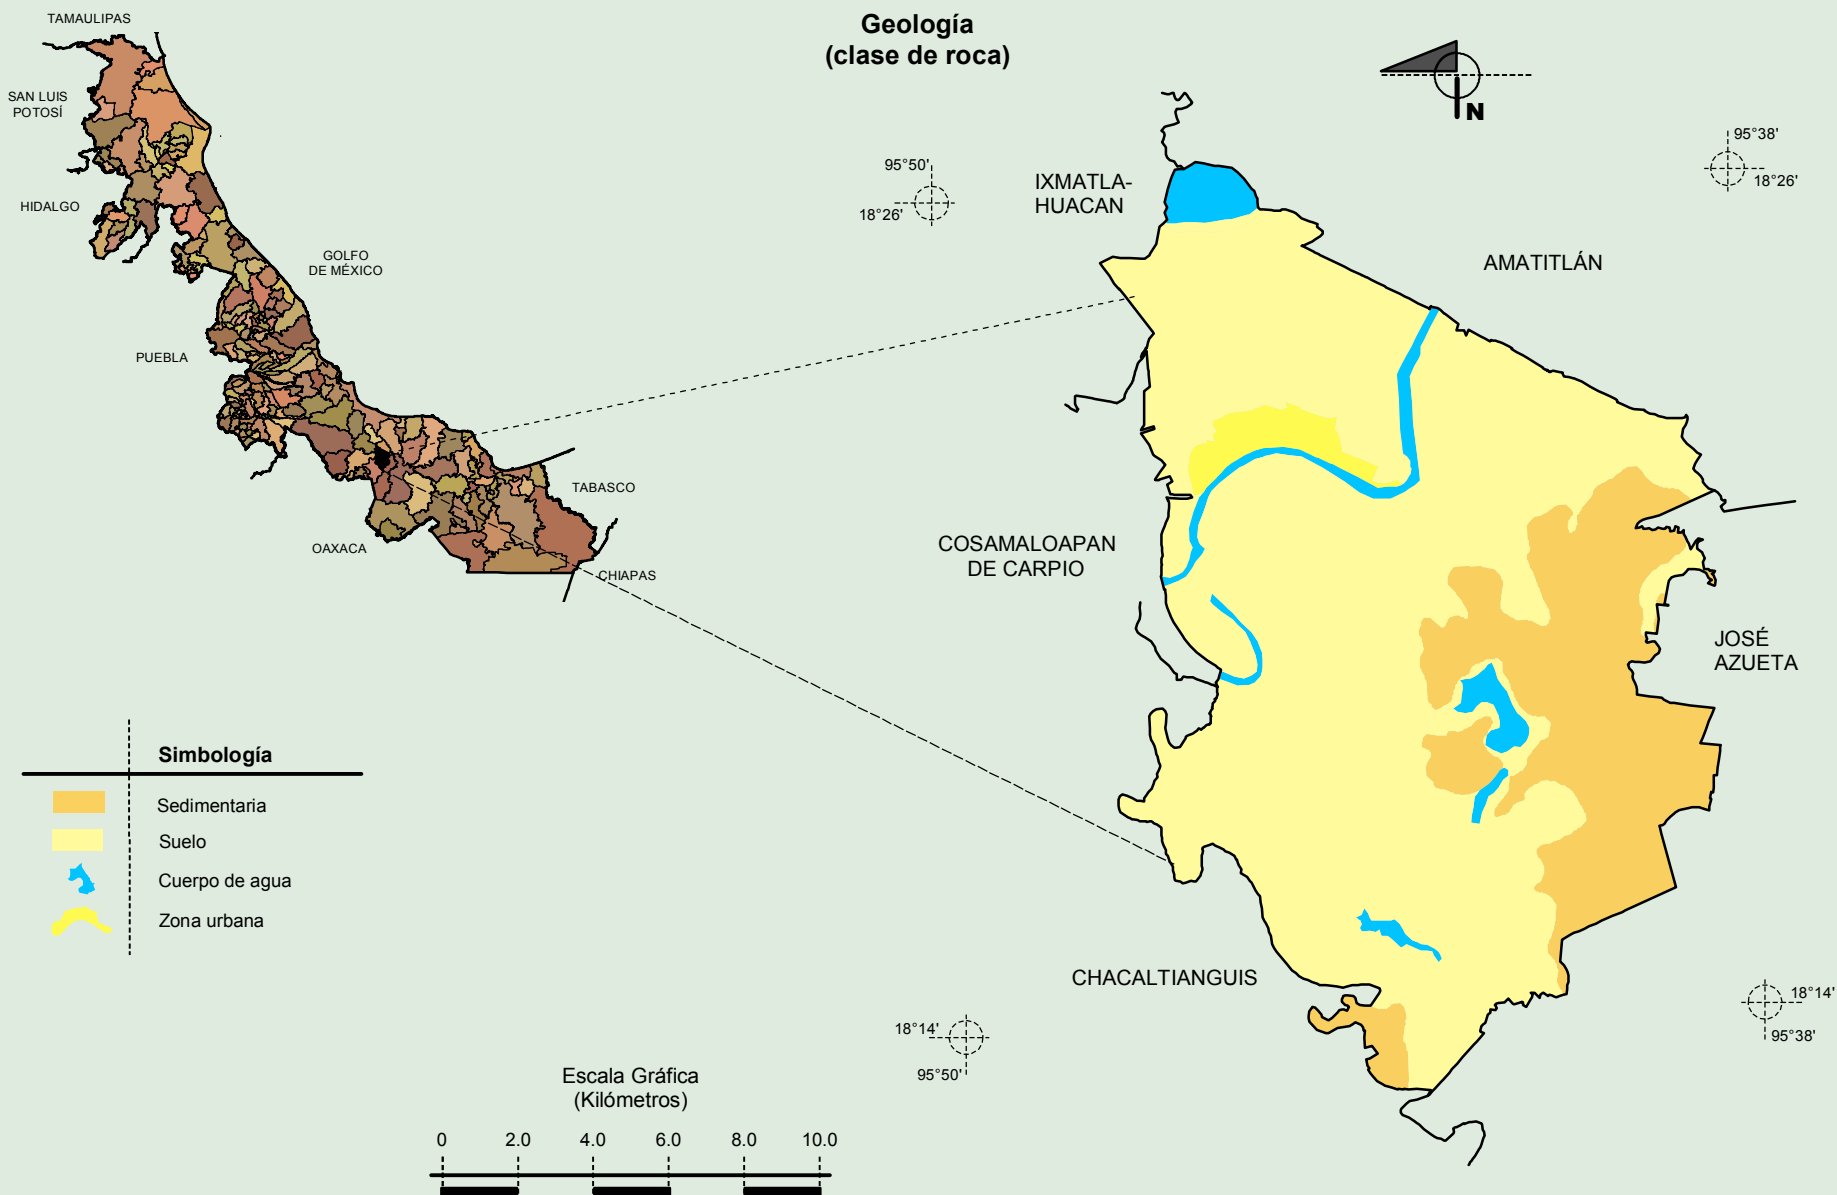 Geología
(clase de roca)
TAMAULIPAS
SAN LUIS
POTOSÍ
HIDALGO
GOLFO
DE MÉXICO
PUEBLA
TABASCO
OAXACA
CHIAPAS
N
95°50'
18°26'
95°38'
18°26'
IXMATLA-
HUACAN
AMATITLÁN
COSAMALOAPAN
DE CARPIO
JOSÉ
AZUETA
CHACALTIANGUIS
18°14'
95°50'
18°14'
95°38'
Simbología
Sedimentaria
Suelo
Cuerpo de agua
Zona urbana
Escala Gráfica
(Kilómetros)
0 2.0 4.0 6.0 8.0 10.0